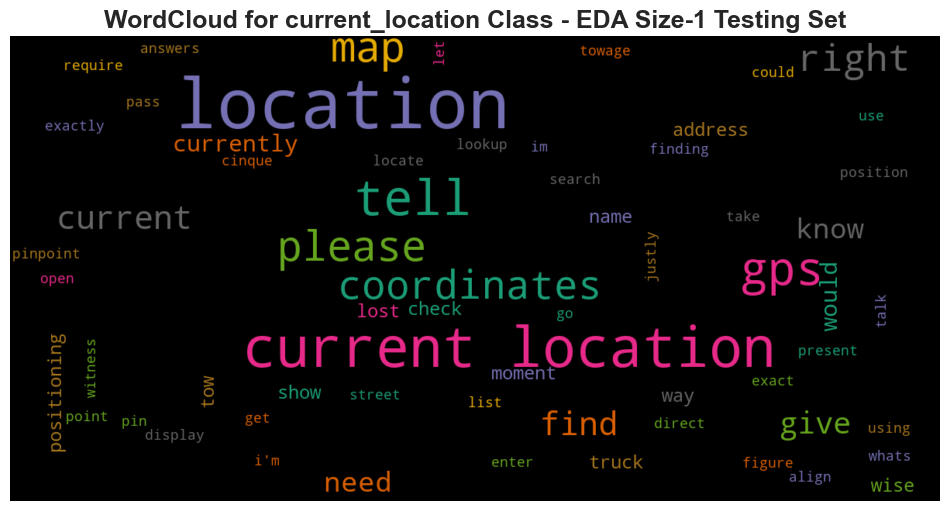 WordCloud for current_location Class - EDA Size-1 Testing Set
answers
map
let
towage
right
require
could
location
pass
use
exactly
currently
address
cinque
locate
lookup
im
finding
search
position
tell
current
name
take
know
please
justly
pinpoint
gps
open
coordinates
would
lost
check
go
talk
current location
positioning
witness
present
moment
exact
tow
show
street
list
way
point
pin
get
find
direct
give
using
display
i'm
enter
truck
figure
whats
align
need
wise